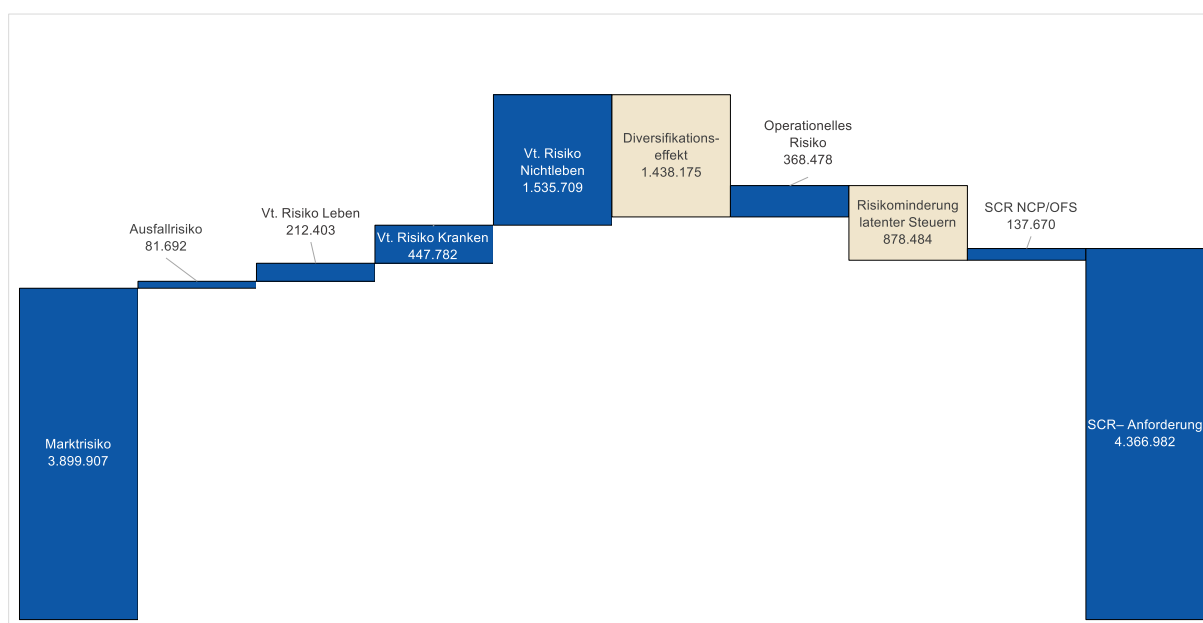 Marktrisiko
3.899.907
Ausfallrisiko
81.692
Vt. Risiko Leben
212.403
Vt. Risiko Kranken
447.782
Vt. Risiko
Nichtleben
1.535.709
Diversifikations-
effekt
1.438.175
Operationelles
Risiko
368.478
Risikominderung
latenter Steuern
878.484
SCR NCP/OFS
137.670
SCR– Anforderung
4.366.982